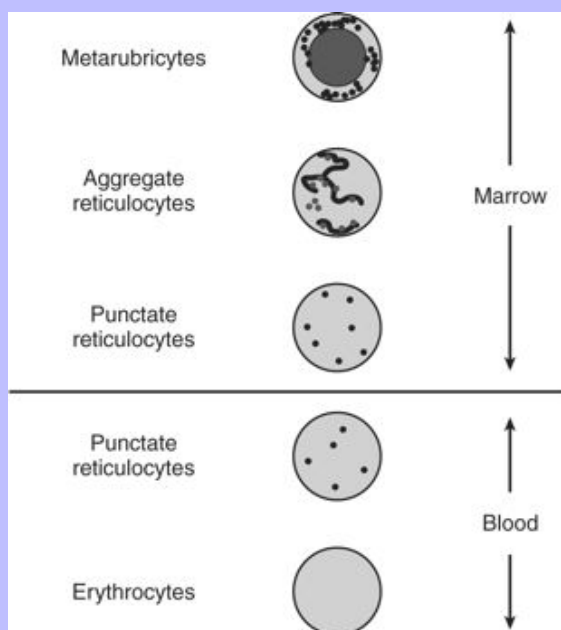 Metarubricytes
Aggregate
reticulocytes
Marrow
Punctate
reticulocytes
Punctate
reticulocytes
Blood
Erythrocytes